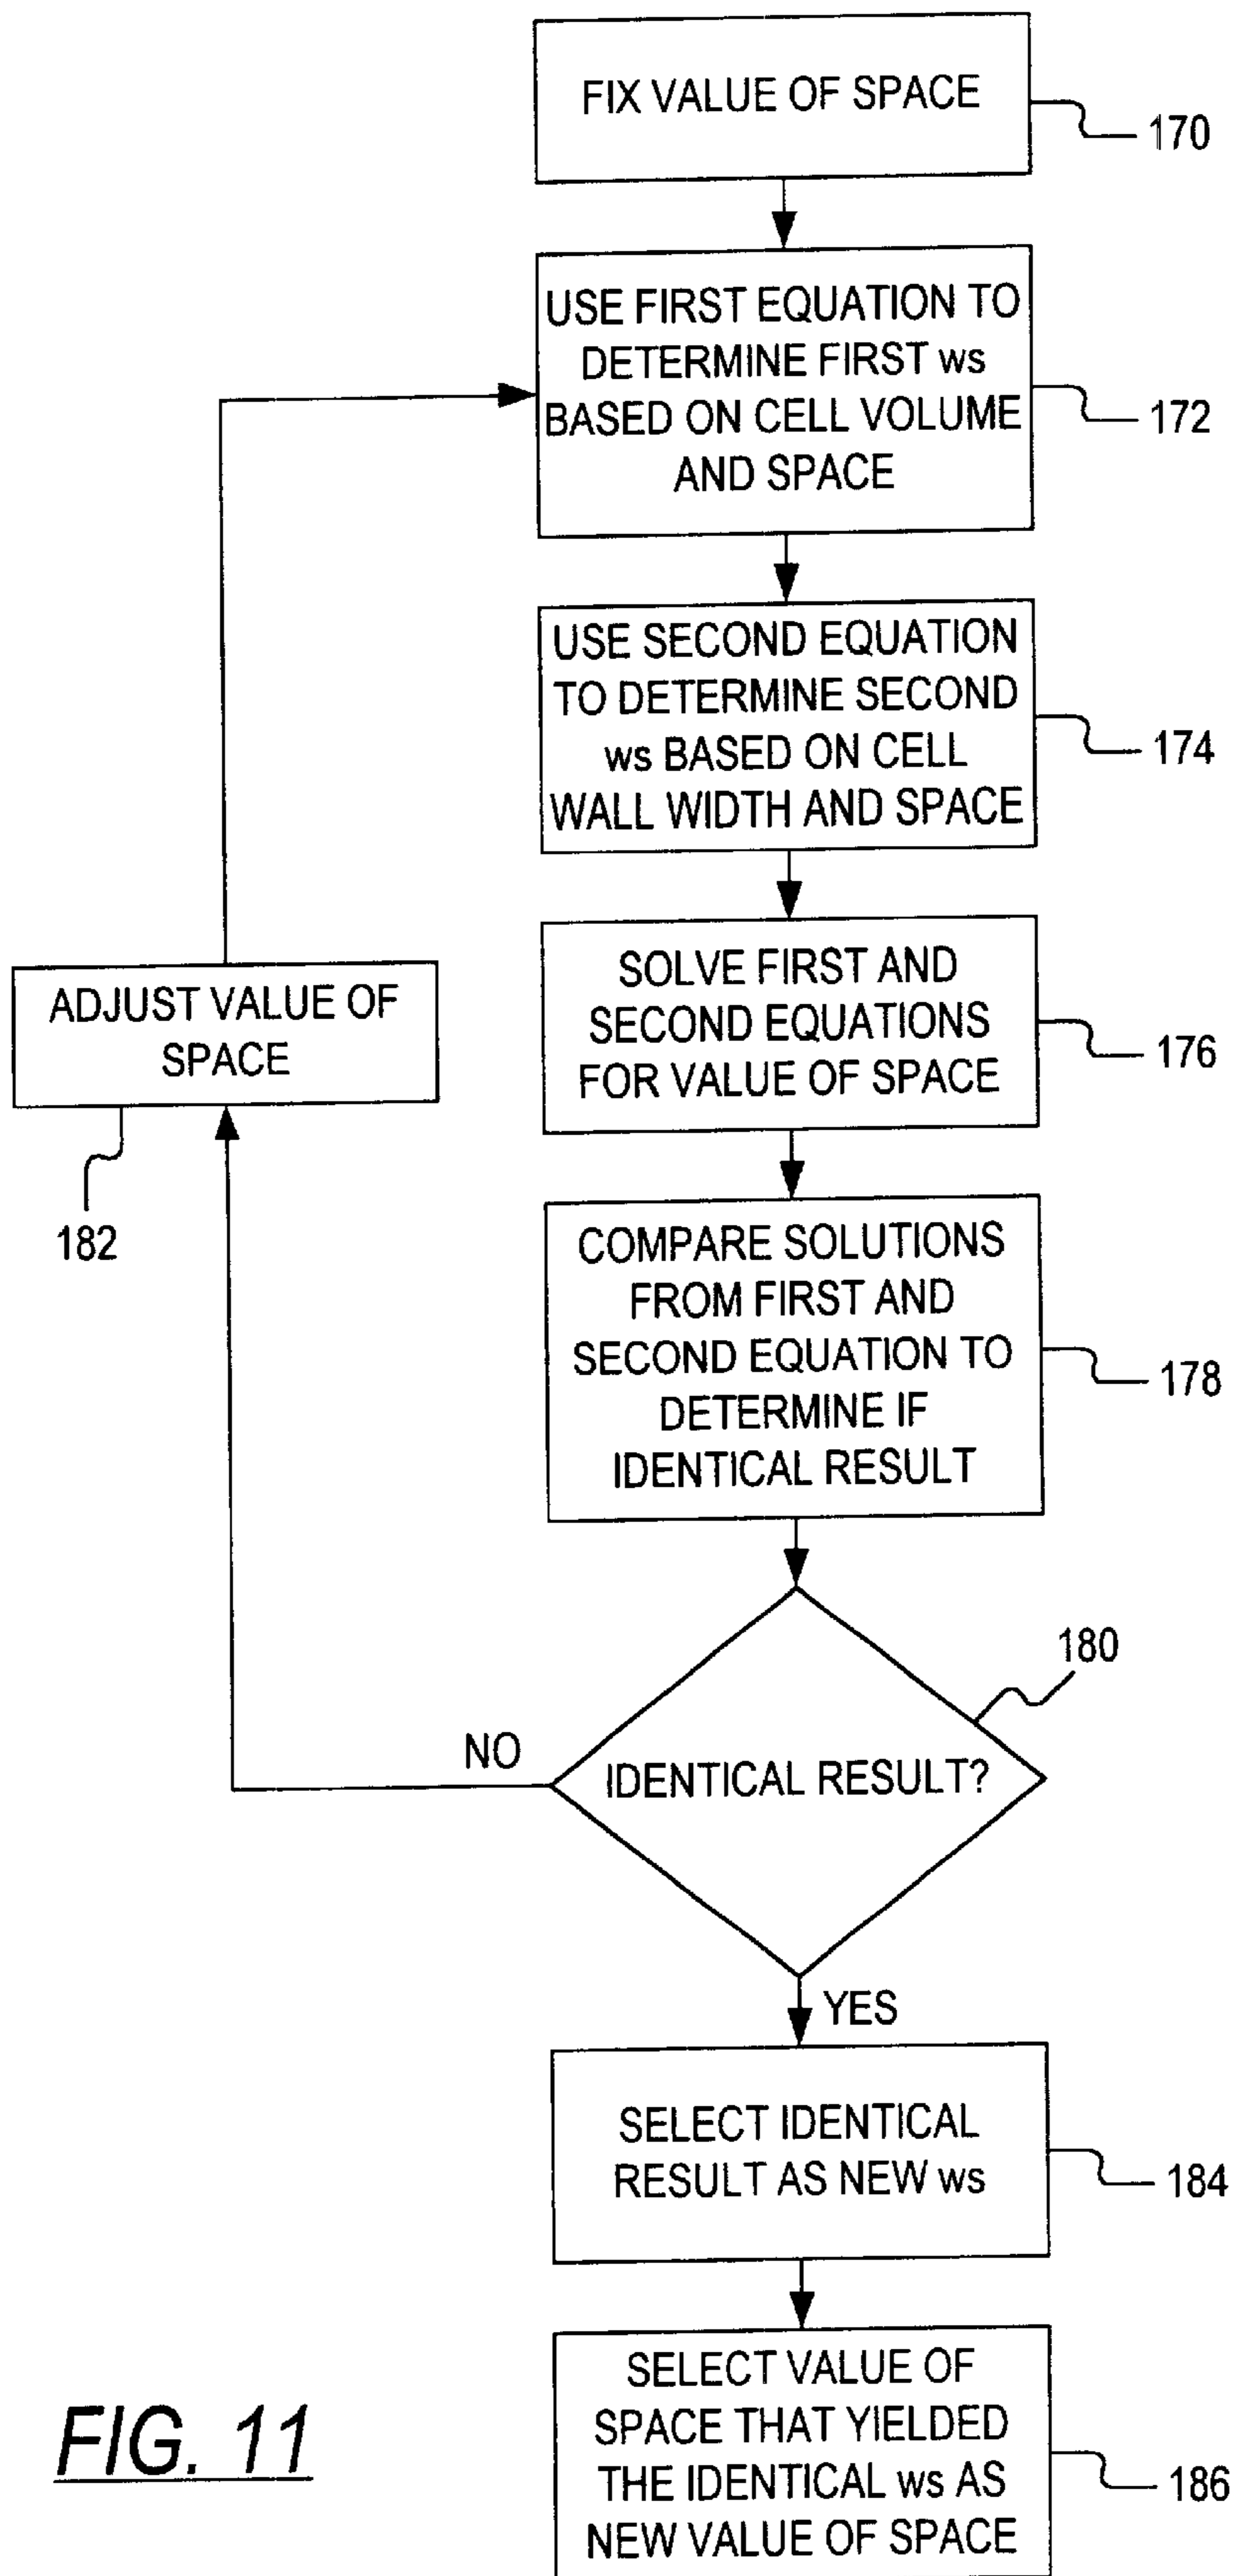 FIX VALUE OF SPACE
170
USE FIRST EQUATION TO
DETERMINE FIRST ws
BASED ON CELL VOLUME
AND SPACE
172
USE SECOND EQUATION
TO DETERMINE SECOND
ws BASED ON CELL
WALL WIDTH AND SPACE
174
SOLVE FIRST AND
SECOND EQUATIONS
FOR VALUE OF SPACE
176
ADJUST VALUE OF
SPACE
182
COMPARE SOLUTIONS
FROM FIRST AND
SECOND EQUATION TO
DETERMINE IF
IDENTICAL RESULT
178
180
NO
IDENTICAL RESULT?
YES
SELECT IDENTICAL
RESULT AS NEW ws
184
SELECT VALUE OF
SPACE THAT YIELDED
THE IDENTICAL ws AS
NEW VALUE OF SPACE
186
FIG. 11